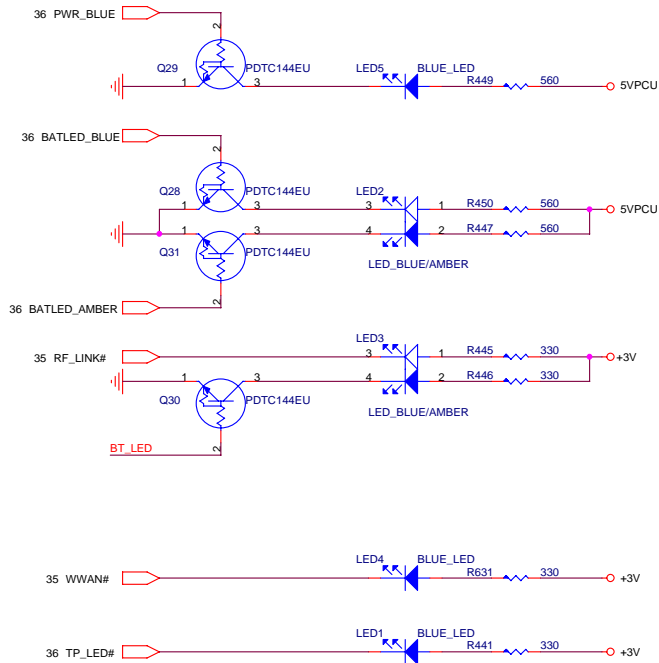 36 PWR_BLUE
2
Q29 PDTC144EU LED5 BLUE_LED
1 3 R449 560 5VPCU
36 BATLED_BLUE
2
Q28 PDTC144EU LED2
1 3 3 1 R450 560 5VPCU
1 3 4 2 R447 560
Q31 PDTC144EU LED_BLUE/AMBER
2
36 BATLED_AMBER
LED3
35 RF_LINK# 3 1 R445 330 +3V
1 3 4 2 R446 330
Q30 PDTC144EU LED_BLUE/AMBER
BT_LED 2
LED4 BLUE_LED
35 WWAN# R631 330 +3V
LED1 BLUE_LED
36 TP_LED# R441 330 +3V